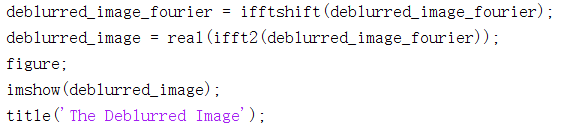 deblurred_image_fourier = ifftshift(deblurred_image_fourier);
deblurred_image = real(ifft2(deblurred_image_fourier));
figure;
imshow(deblurred_image);
title('The Deblurred Image');